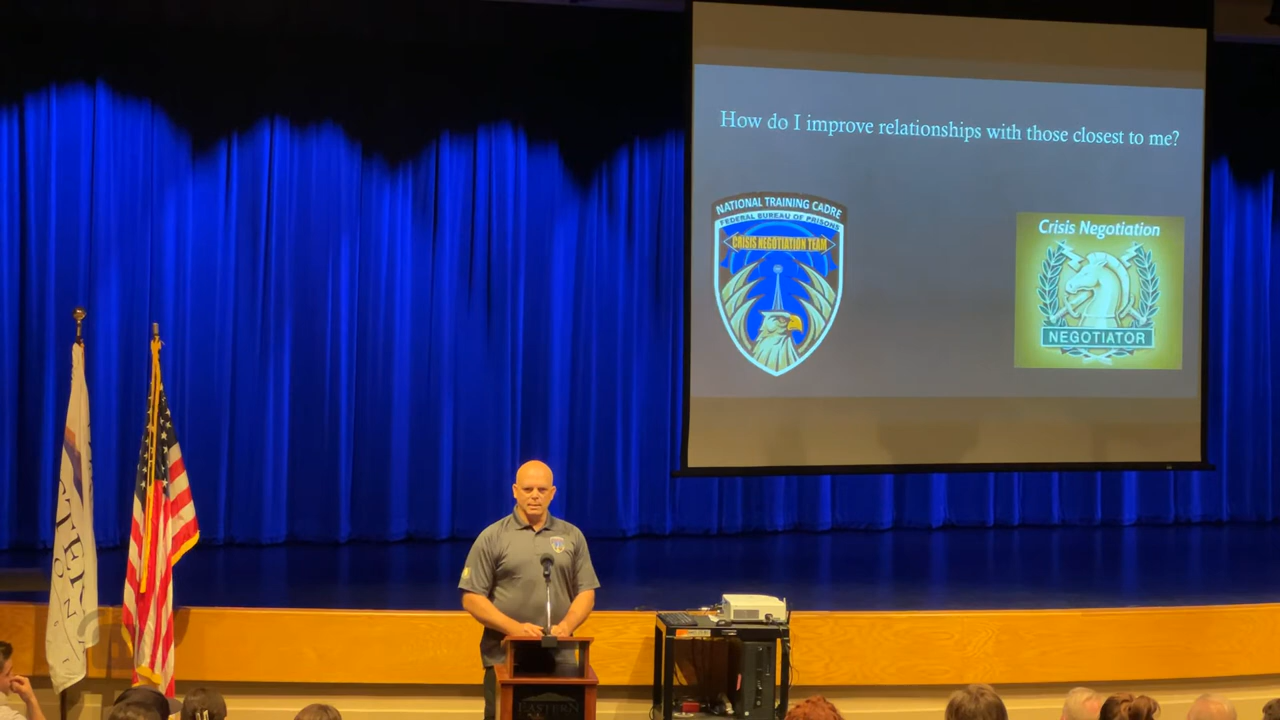 How do I improve relationships with those closest to me?
NATIONAL TRAINING CADRE
FEDERAL BUREAU OF PRISONS
CRISIS NEGOTIATION TEAM
Crisis Negotiation
NEGOTIATOR
EASTERN